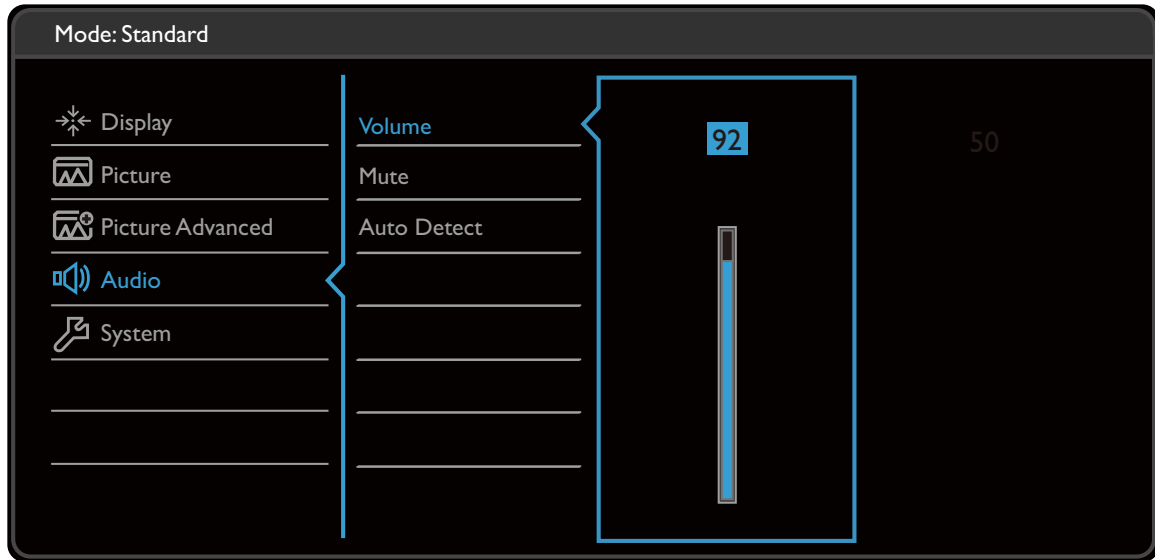 Mode: Standard
Display
Picture
Picture Advanced
Audio
System
Volume
Mute
Auto Detect
92
50